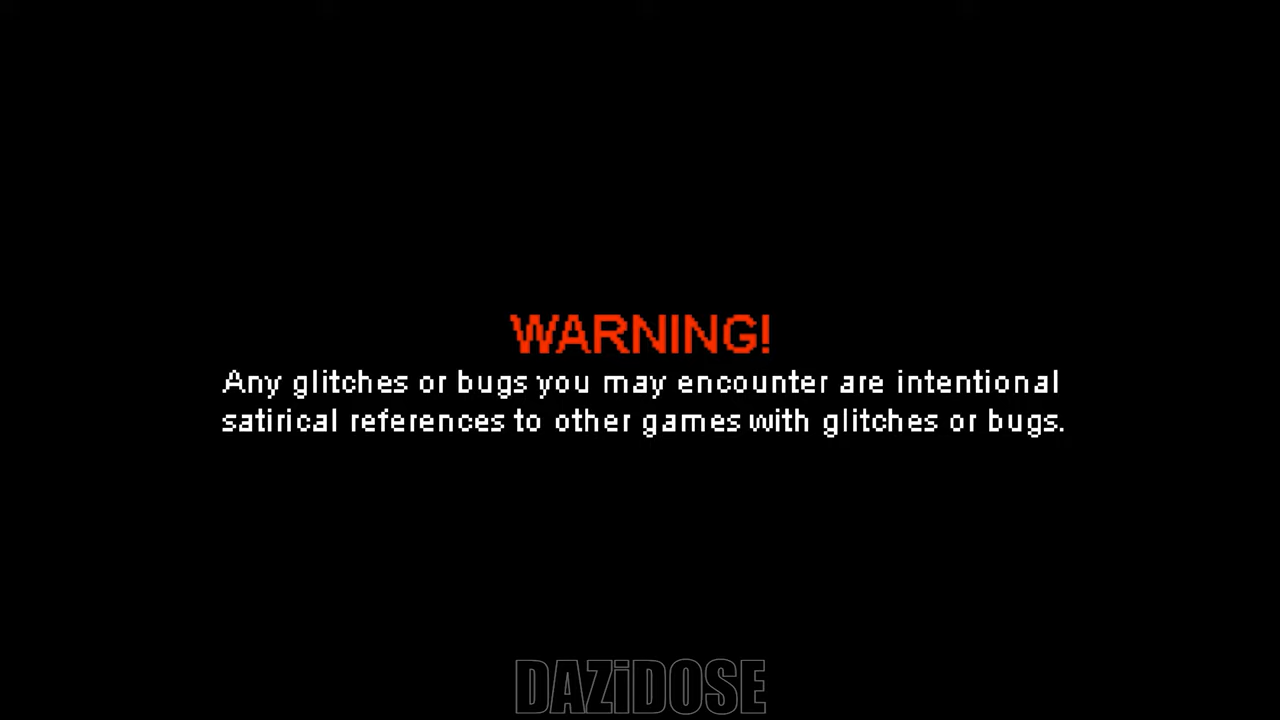 WARNING!
Any glitches or bugs you may encounter are intentional
satirical references to other games with glitches or bugs.
DAZiDOSE